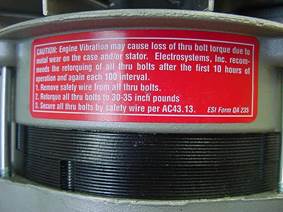 CAUTION: Engine Vibration may cause loss of thru bolt torque due to
metal wear on the case and/or stator. Electrosystems, Inc. recom-
mends the retorquing of all thru bolts after the first 10 hours of
operation and again each 100 interval.
1. Remove safety wire from all thru bolts.
2. Retorque all thru bolts to 30-35 inch pounds
3. Secure all thru bolts by safety wire per AC43.13. ESI Form QA 235